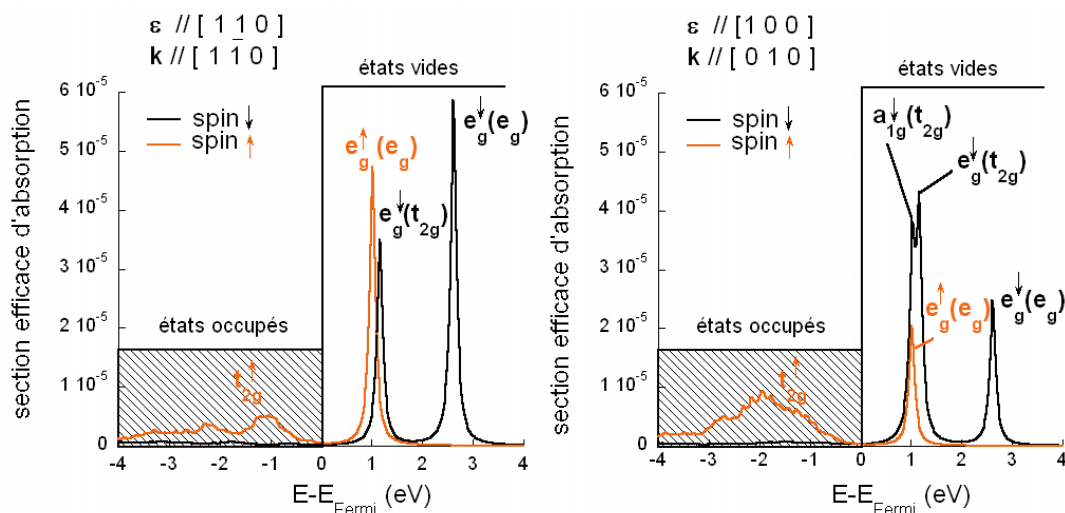 ε // [ 1 1 0 ]
k // [ 1 1̅ 0 ]
états vides
6 10⁻⁵
5 10⁻⁵
4 10⁻⁵
3 10⁻⁵
2 10⁻⁵
1 10⁻⁵
0
section efficace d'absorption
spin ↓
spin ↑
e↑g (eg)
e↓g(t2g)
e↓g(eg)
états occupés
t↑2g
-4 -3 -2 -1 0 1 2 3 4
E-EFermi (eV)
ε // [1 0 0 ]
k // [0 1 0 ]
états vides
6 10⁻⁵
5 10⁻⁵
4 10⁻⁵
3 10⁻⁵
2 10⁻⁵
1 10⁻⁵
0
section efficace d'absorption
spin ↓
spin ↑
a↓1g(t2g)
e↓g(t2g)
e↑g(eg)
e↓g(eg)
états occupés
t↑2g
-4 -3 -2 -1 0 1 2 3 4
E-EFermi (eV)